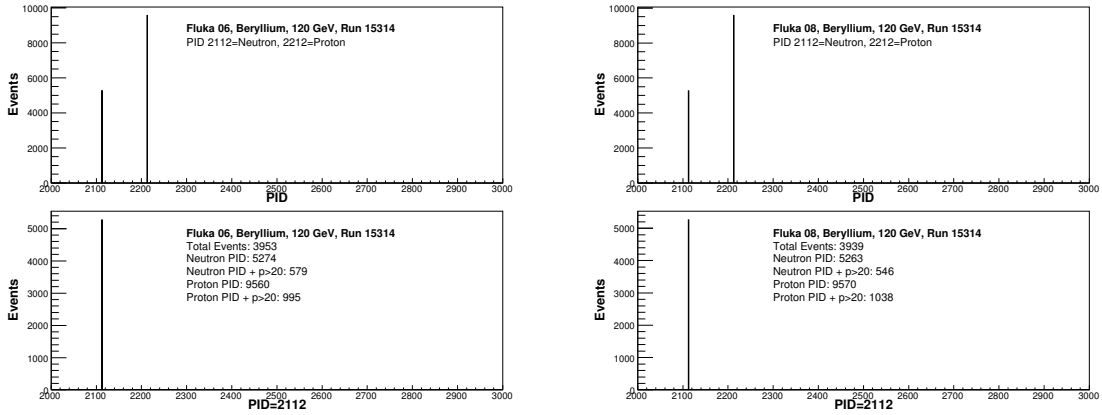 Fluka 06, Beryllium, 120 GeV, Run 15314
PID 2112=Neutron, 2212=Proton
Events
10000
8000
6000
4000
2000
0
2000 2100 2200 2300 2400 2500 2600 2700 2800 2900 3000
PID
Fluka 08, Beryllium, 120 GeV, Run 15314
PID 2112=Neutron, 2212=Proton
Events
10000
8000
6000
4000
2000
0
2000 2100 2200 2300 2400 2500 2600 2700 2800 2900 3000
PID
Fluka 06, Beryllium, 120 GeV, Run 15314
Total Events: 3953
Neutron PID: 5274
Neutron PID + p>20: 579
Proton PID: 9560
Proton PID + p>20: 995
Events
5000
4000
3000
2000
1000
0
2000 2100 2200 2300 2400 2500 2600 2700 2800 2900 3000
PID=2112
Fluka 08, Beryllium, 120 GeV, Run 15314
Total Events: 3939
Neutron PID: 5263
Neutron PID + p>20: 546
Proton PID: 9570
Proton PID + p>20: 1038
Events
5000
4000
3000
2000
1000
0
2000 2100 2200 2300 2400 2500 2600 2700 2800 2900 3000
PID=2112